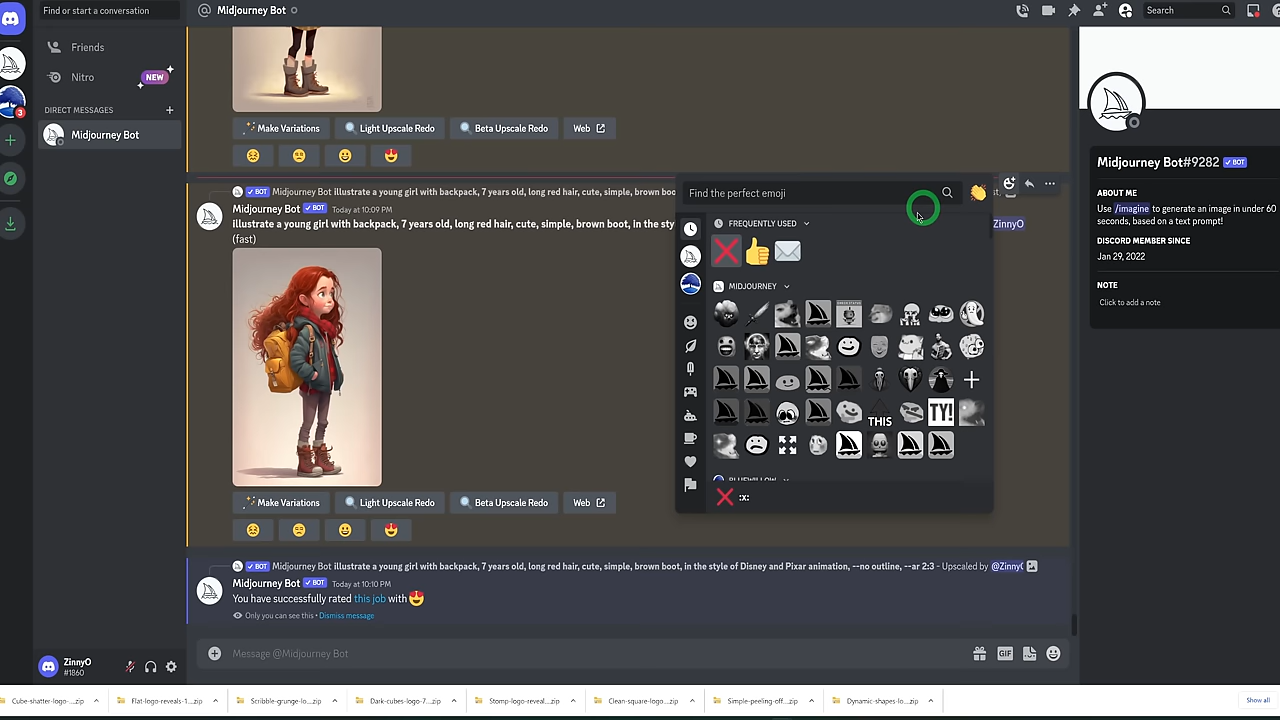 Find or start a conversation
@ Midjourney Bot
Search
Friends
Nitro
NEW
DIRECT MESSAGES
Midjourney Bot
3
Make Variations
Light Upscale Redo
Beta Upscale Redo
Web
BOT Midjourney Bot illustrate a young girl with backpack, 7 years old, long red hair, cute, simple, brown boo
Midjourney Bot BOT Today at 10:09 PM
illustrate a young girl with backpack, 7 years old, long red hair, cute, simple, brown boot, in the sty
ZinnyO
(fast)
Find the perfect emoji
FREQUENTLY USED
MIDJOURNEY
THIS
TY!
BLUEWILLOW
:x:
Make Variations
Light Upscale Redo
Beta Upscale Redo
Web
BOT Midjourney Bot illustrate a young girl with backpack, 7 years old, long red hair, cute, simple, brown boot, in the style of Disney and Pixar animation, --no outline, --ar 2:3 - Upscaled by @Zinny
Midjourney Bot BOT Today at 10:10 PM
You have successfully rated this job with
Only you can see this • Dismiss message
Message @Midjourney Bot
GIF
ZinnyO
#1860
Midjourney Bot#9282 BOT
ABOUT ME
Use /imagine to generate an image in under 60
seconds, based on a text prompt!
DISCORD MEMBER SINCE
Jan 29, 2022
NOTE
Click to add a note
Cube-shatter-logo-...zip
Flat-logo-reveals-1...zip
Scribble-grunge-lo...zip
Dark-cubes-logo-7...zip
Stomp-logo-reveal...zip
Clean-square-logo...zip
Simple-peeling-off...zip
Dynamic-shapes-lo...zip
Show all